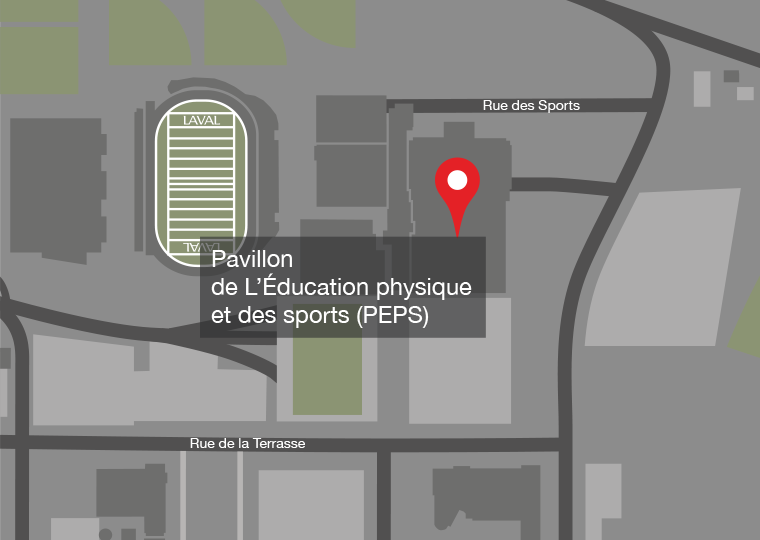 LAVAL
Rue des Sports
LAVAL
Pavillon
de L’Éducation physique
et des sports (PEPS)
Rue de la Terrasse